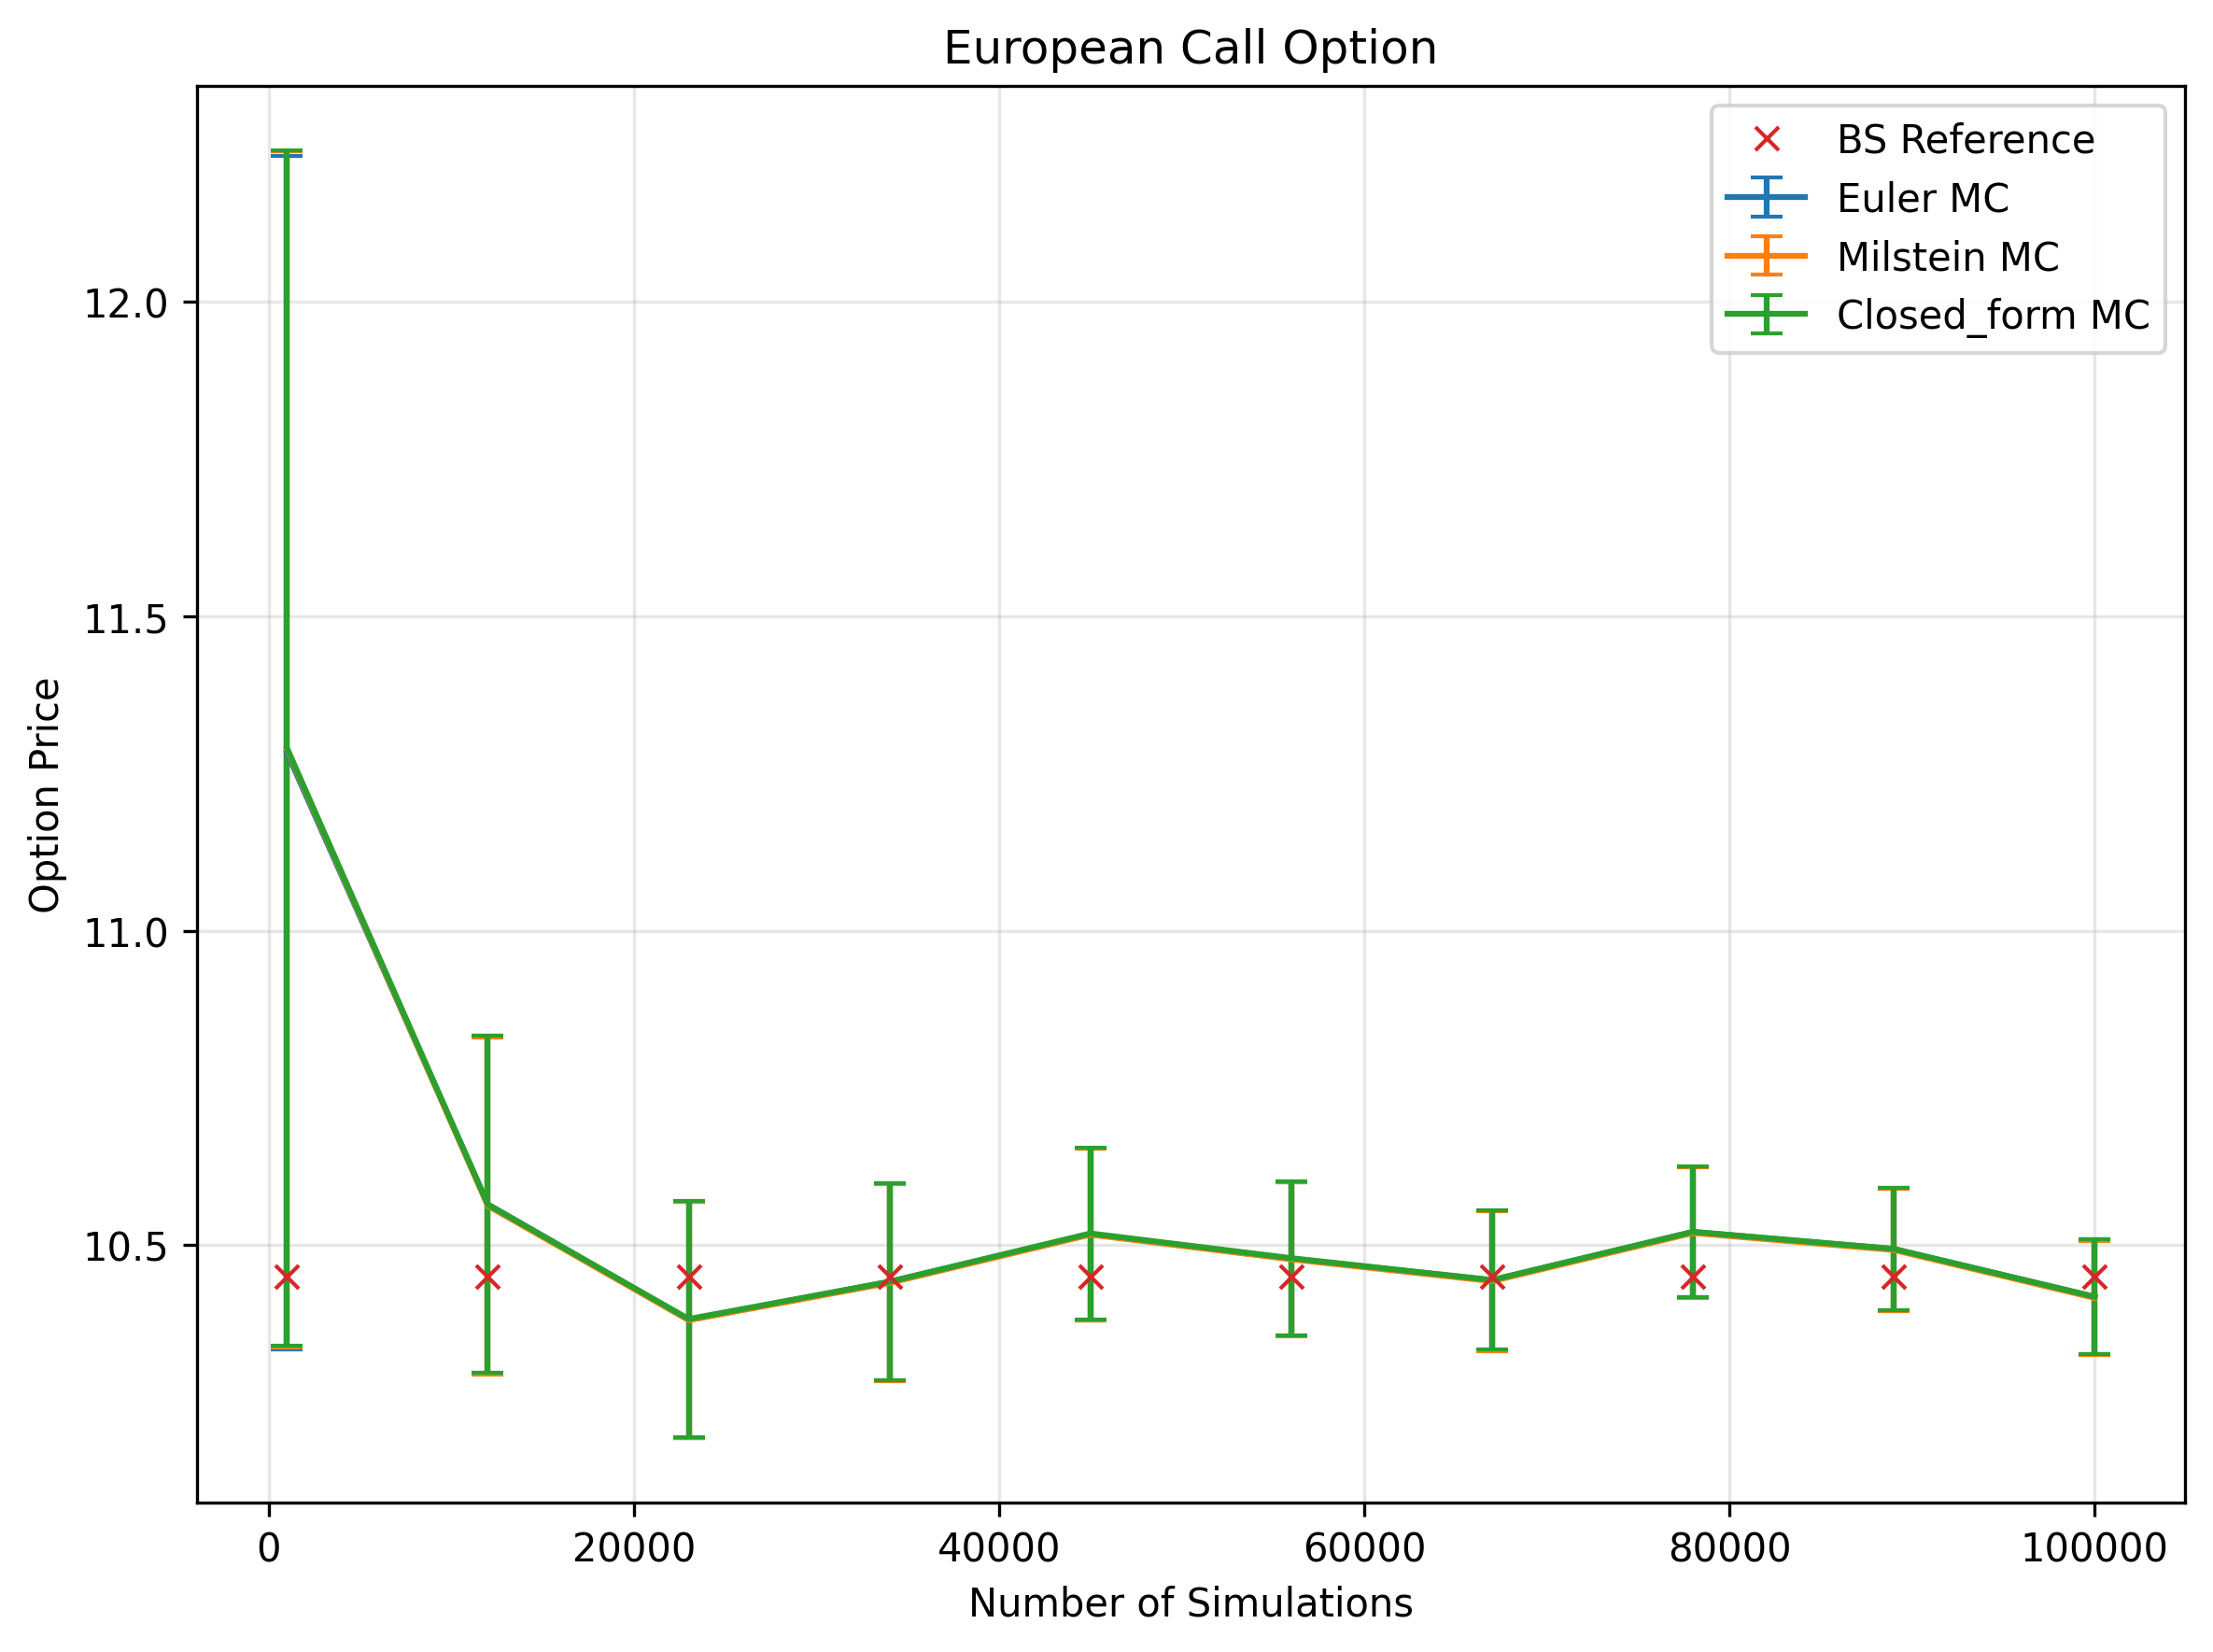 European Call Option
BS Reference
Euler MC
Milstein MC
Closed_form MC
Option Price
12.0
11.5
11.0
10.5
0
20000
40000
60000
80000
100000
Number of Simulations